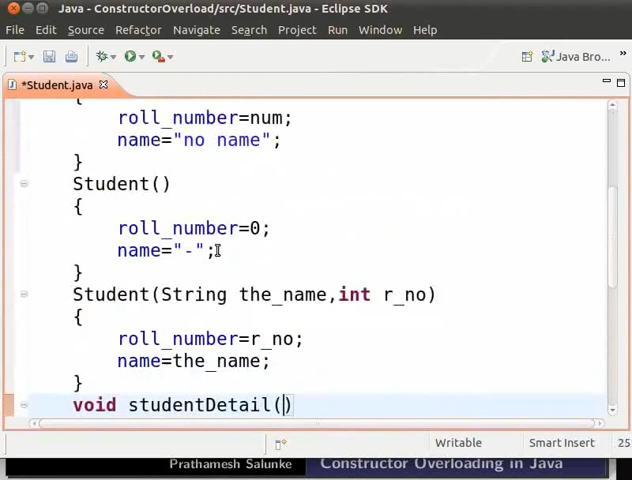 Java - ConstructorOverload/src/Student.java - Eclipse SDK
File Edit Source Refactor Navigate Search Project Run Window Help
Java Bro... »
*Student.java
{
roll_number=num;
name="no name";
}
Student()
{
roll_number=0;
name="-";
}
Student(String the_name,int r_no)
{
roll_number=r_no;
name=the_name;
}
void studentDetail()
Writable Smart Insert 25
Prathamesh Salunke Constructor Overloading in Java